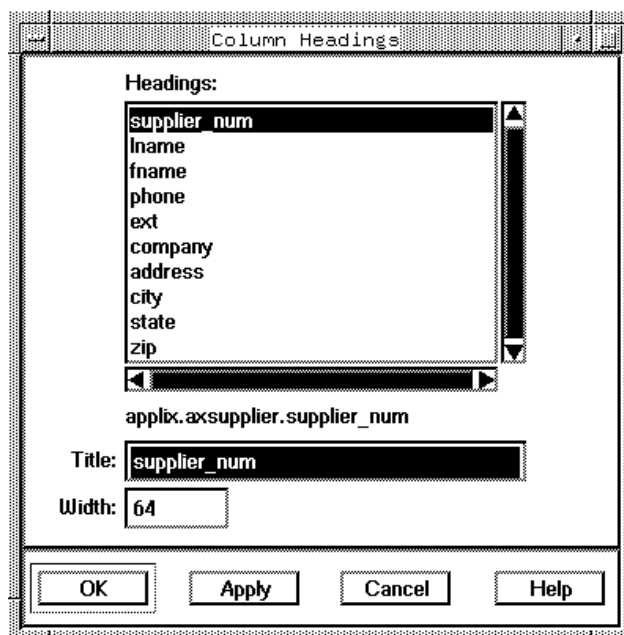 Column Headings
Headings:
supplier_num
lname
fname
phone
ext
company
address
city
state
zip
applix.axsupplier.supplier_num
Title: supplier_num
Width: 64
OK Apply Cancel Help